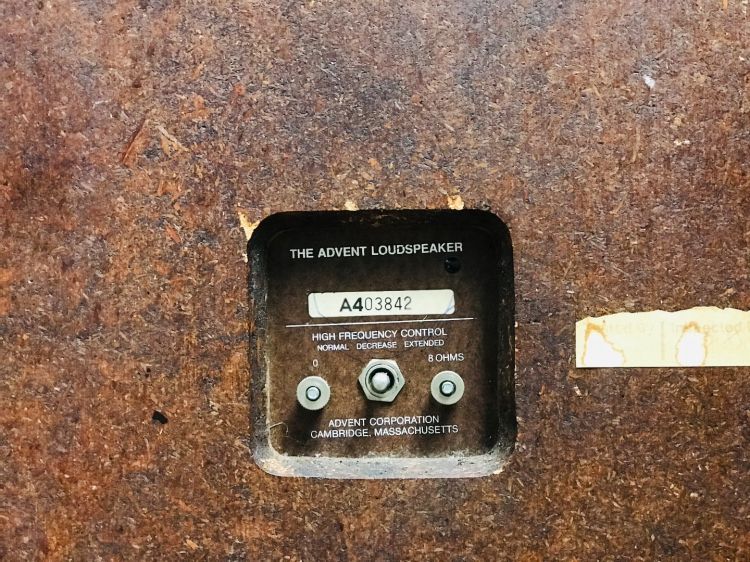 THE ADVENT LOUDSPEAKER
A403842
HIGH FREQUENCY CONTROL
NORMAL DECREASE EXTENDED
0 8 OHMS
ADVENT CORPORATION
CAMBRIDGE, MASSACHUSETTS